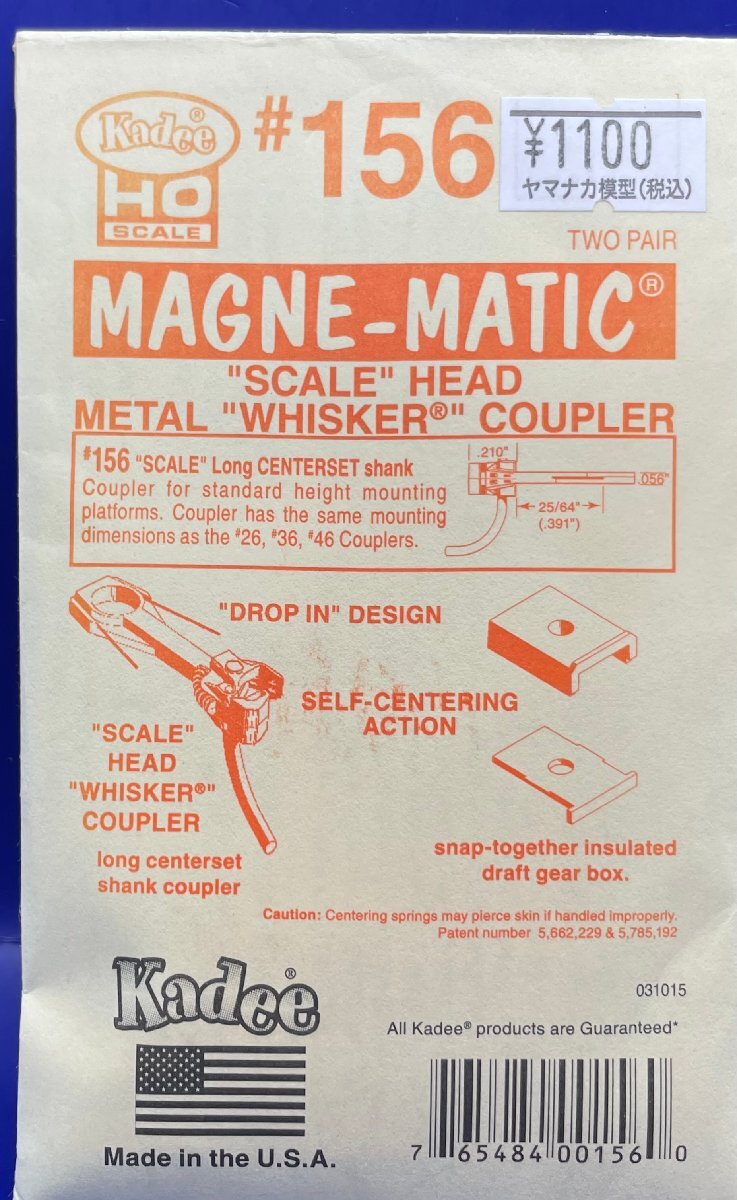 Kadee®
HO
SCALE
#156
¥1100
ヤマナカ模型(税込)
TWO PAIR
MAGNE-MATIC®
"SCALE" HEAD
METAL "WHISKER®" COUPLER
#156 "SCALE" Long CENTERSET shank
Coupler for standard height mounting
platforms. Coupler has the same mounting
dimensions as the #26, #36, #46 Couplers.
.210"
.056"
25/64"
(.391")
"DROP IN" DESIGN
SELF-CENTERING
ACTION
"SCALE"
HEAD
"WHISKER®"
COUPLER
long centerset
shank coupler
snap-together insulated
draft gear box.
Caution: Centering springs may pierce skin if handled improperly.
Patent number 5,662,229 & 5,785,192
Kadee®
031015
All Kadee® products are Guaranteed*
Made in the U.S.A.
7 65484 00156 0